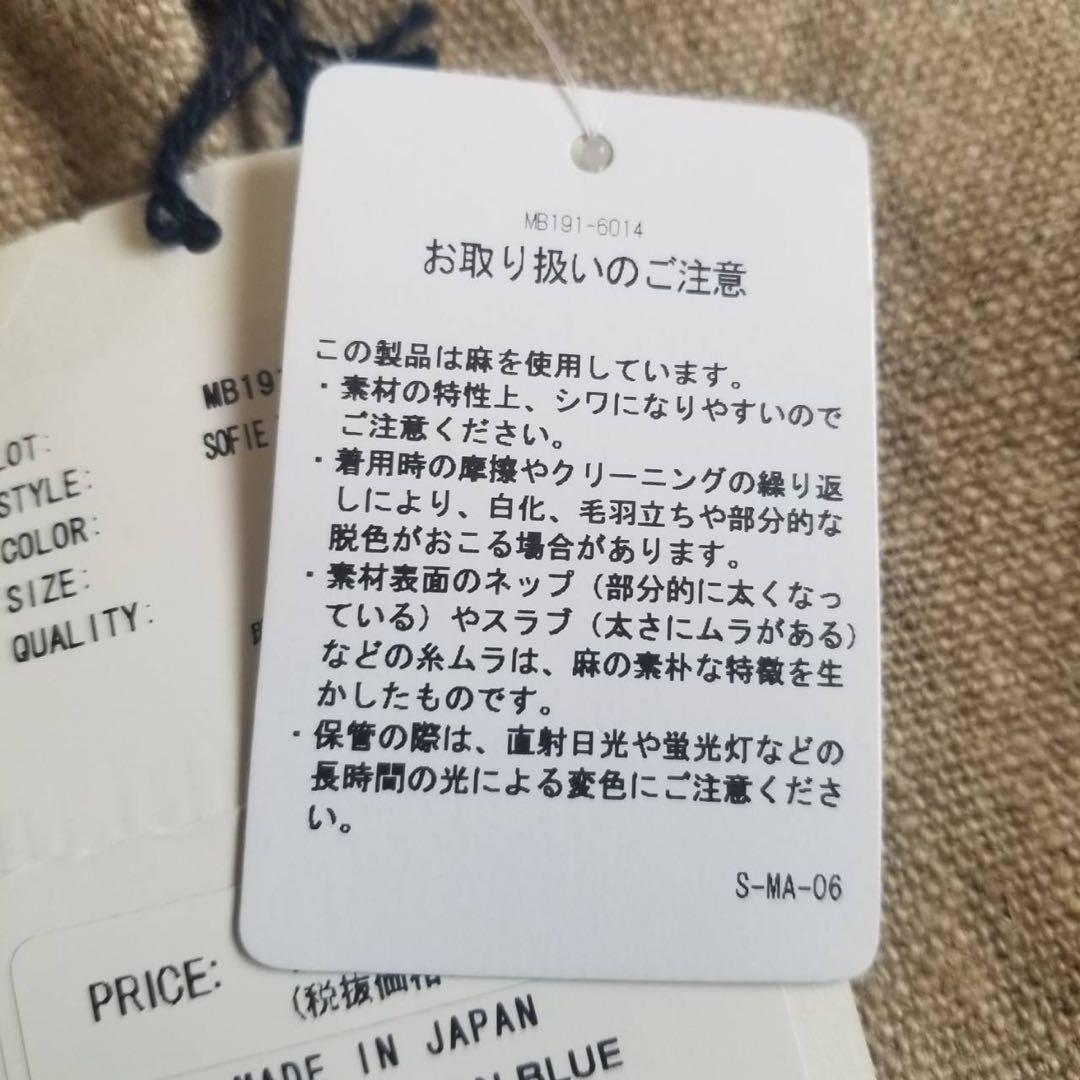 MB191-6014
お取り扱いのご注意
この製品は麻を使用しています。
・素材の特性上、シワになりやすいので
ご注意ください。
・着用時の摩擦やクリーニングの繰り返
しにより、白化、毛羽立ちや部分的な
脱色がおこる場合があります。
・素材表面のネップ（部分的に太くなっ
ている）やスラブ（太さにムラがある）
などの糸ムラは、麻の素朴な特徴を生
かしたものです。
・保管の際は、直射日光や蛍光灯などの
長時間の光による変色にご注意くださ
い。
S-MA-06
MB191
SOFIE
LOT:
STYLE:
COLOR:
SIZE:
QUALITY:
PRICE:
(税抜価格
MADE IN JAPAN
BLUE